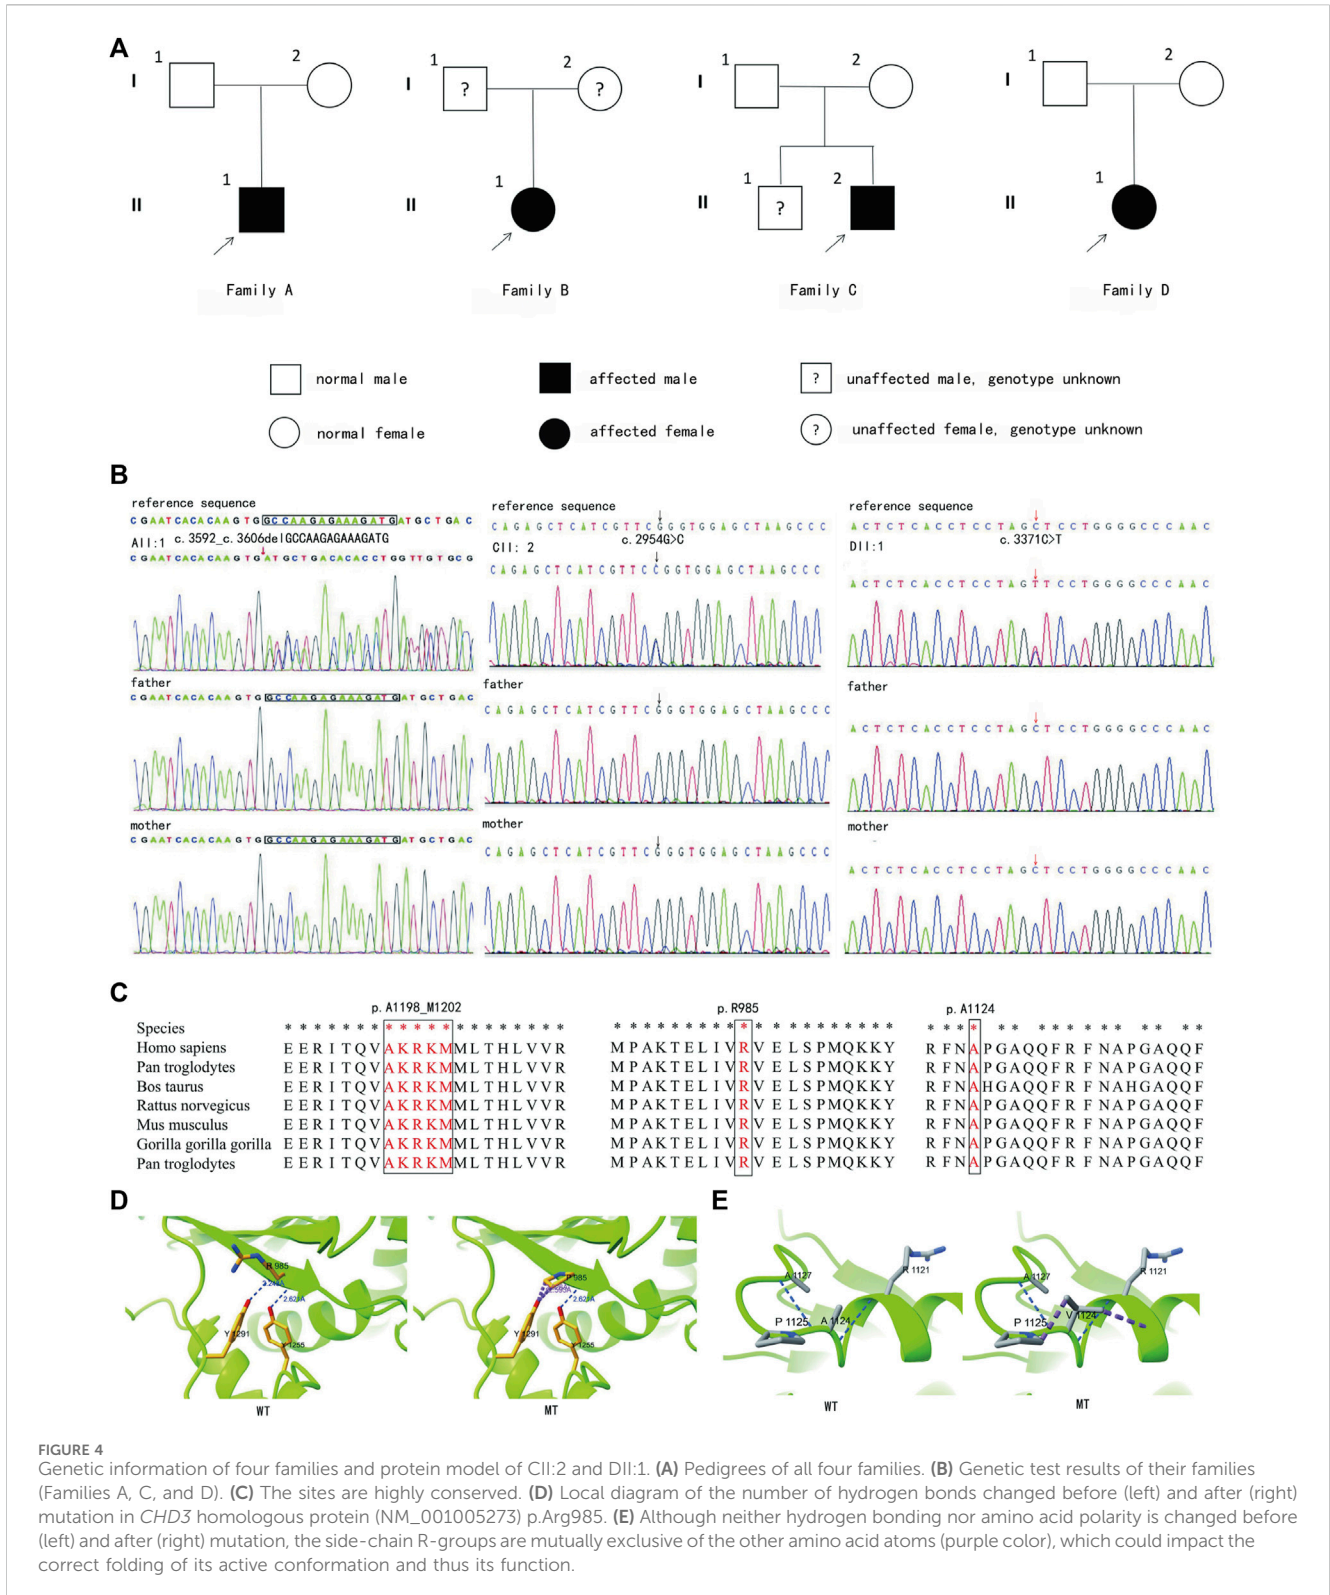 A
1 2 1 2 1 2 1 2
I I ? ? I I
1 1 1 2 1
II II II ? II
Family A Family B Family C Family D
normal male affected male ? unaffected male, genotype unknown
normal female affected female ? unaffected female, genotype unknown
B
reference sequence
CGAATCACACAAGTGGCCAAGAGAAAGATGATGCTGAC
AII:1 c. 3592_c. 3606delGCCAAGAGAAAGATG
CGAATCACACAAGTGATGCTGACACACCTGGTTGTGCG
father
CGAATCACACAAGTGGCCAAGAGAAAGATGATGCTGAC
mother
CGAATCACACAAGTGGCCAAGAGAAAGATGATGCTGAC
reference sequence
CAGAGCTCATCGTTCGGGTGGAGCTAAGCCC
c. 2954G>C
CII: 2
CAGAGCTCATCGTTCCGGTGGAGCTAAGCCC
father
CAGAGCTCATCGTTCGGGTGGAGCTAAGCCC
mother
CAGAGCTCATCGTTCGGGTGGAGCTAAGCCC
reference sequence
ACTCTCACCTCCTAGCTCCTGGGGCCCAAC
DII:1 c. 3371C>T
ACTCTCACCTCCTAGTTCCTGGGGCCCAAC
father
ACTCTCACCTCCTAGCTCCTGGGGCCCAAC
mother
ACTCTCACCTCCTAGCTCCTGGGGCCCAAC
C
p. A1198_M1202 p. R985 p. A1124
Species * * * * * * * * * * * * * * * * * * * * * * * * * * * * * * * * * * * * * * * * * * * * * * * * * *
Homo sapiens EERITQVAKRKMMLTHLVVR MPAKTELIVRVELSPMQKKY RFNAPGAQQFRFNAPGAQQF
Pan troglodytes EERITQVAKRKMMLTHLVVR MPAKTELIVRVELSPMQKKY RFNAPGAQQFRFNAPGAQQF
Bos taurus EERITQVAKRKMMLTHLVVR MPAKTELIVRVELSPMQKKY RFNAHGAQQFRFNAHGAQQF
Rattus norvegicus EERITQVAKRKMMLTHLVVR MPAKTELIVRVELSPMQKKY RFNAPGAQQFRFNAPGAQQF
Mus musculus EERITQVAKRKMMLTHLVVR MPAKTELIVRVELSPMQKKY RFNAPGAQQFRFNAPGAQQF
Gorilla gorilla gorilla EERITQVAKRKMMLTHLVVR MPAKTELIVRVELSPMQKKY RFNAPGAQQFRFNAPGAQQF
Pan troglodytes EERITQVAKRKMMLTHLVVR MPAKTELIVRVELSPMQKKY RFNAPGAQQFRFNAPGAQQF
D
R 985
2.621A
Y 1291
Y 1255
WT
P 985
2.621A
Y 1291
Y 1255
MT
E
A 1127
R 1121
P 1125 A 1124
WT
A 1127
R 1121
P 1125 V 1124
MT
FIGURE 4
Genetic information of four families and protein model of CII:2 and DII:1. (A) Pedigrees of all four families. (B) Genetic test results of their families
(Families A, C, and D). (C) The sites are highly conserved. (D) Local diagram of the number of hydrogen bonds changed before (left) and after (right)
mutation in CHD3 homologous protein (NM_001005273) p.Arg985. (E) Although neither hydrogen bonding nor amino acid polarity is changed before
(left) and after (right) mutation, the side-chain R-groups are mutually exclusive of the other amino acid atoms (purple color), which could impact the
correct folding of its active conformation and thus its function.